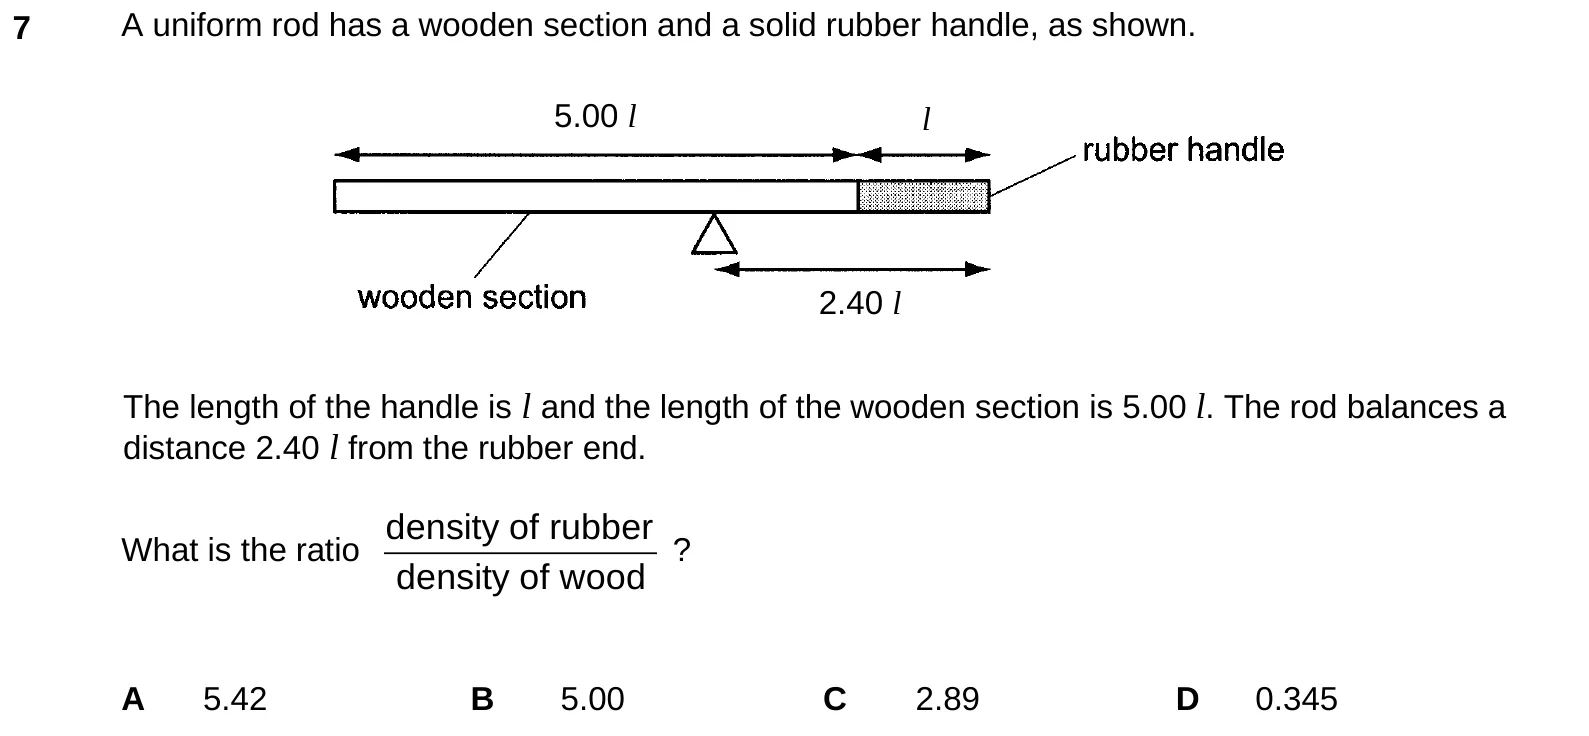 7 A uniform rod has a wooden section and a solid rubber handle, as shown.
5.00 l
l
rubber handle
wooden section
2.40 l
The length of the handle is l and the length of the wooden section is 5.00 l. The rod balances a
distance 2.40 l from the rubber end.
density of rubber
What is the ratio ?
density of wood
A 5.42 B 5.00 C 2.89 D 0.345